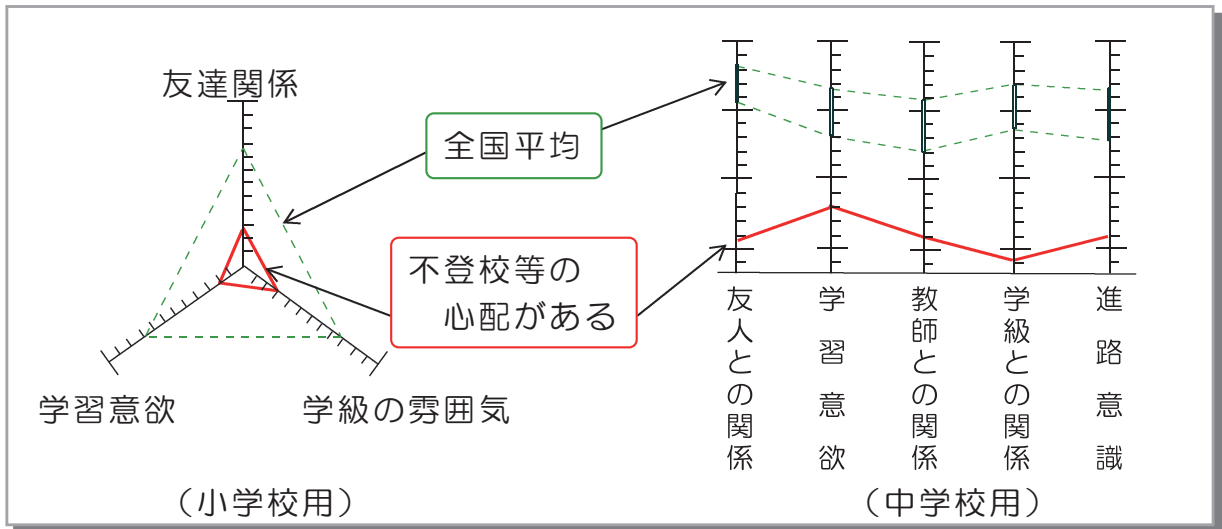 友達関係
全国平均
不登校等の
心配がある
学習意欲
学級の雰囲気
(小学校用)
友人との関係
学習意欲
教師との関係
学級との関係
進路意識
(中学校用)